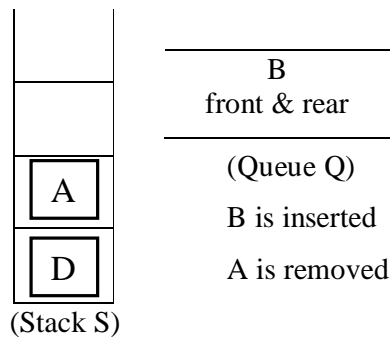 A
D
(Stack S)
B
front & rear
(Queue Q)
B is inserted
A is removed